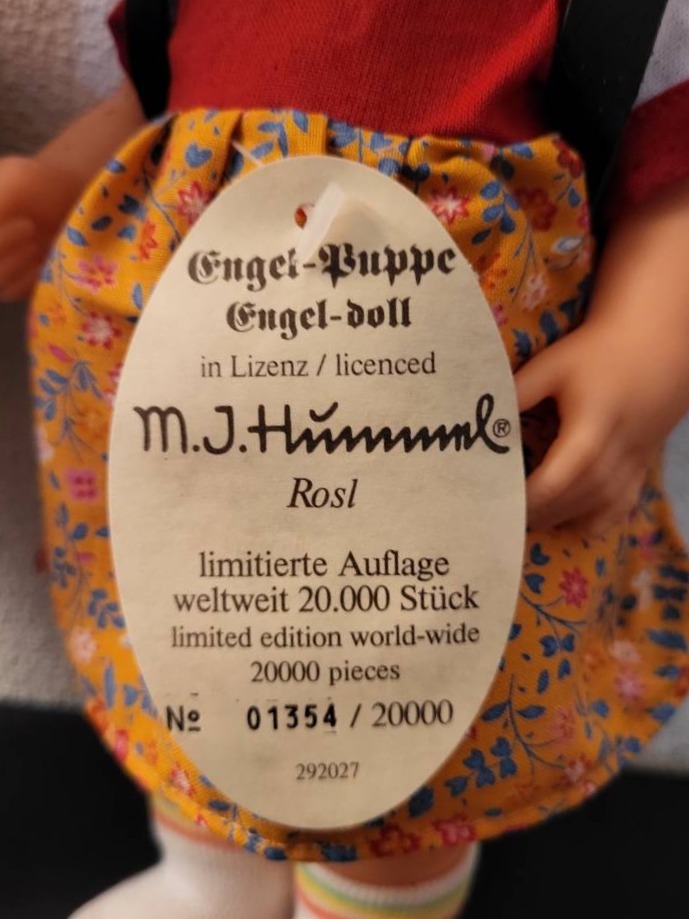 Engel-Puppe
Engel-doll
in Lizenz / licenced
M.J.Hummel®
Rosl
limitierte Auflage
weltweit 20.000 Stück
limited edition world-wide
20000 pieces
Nº 01354 / 20000
292027